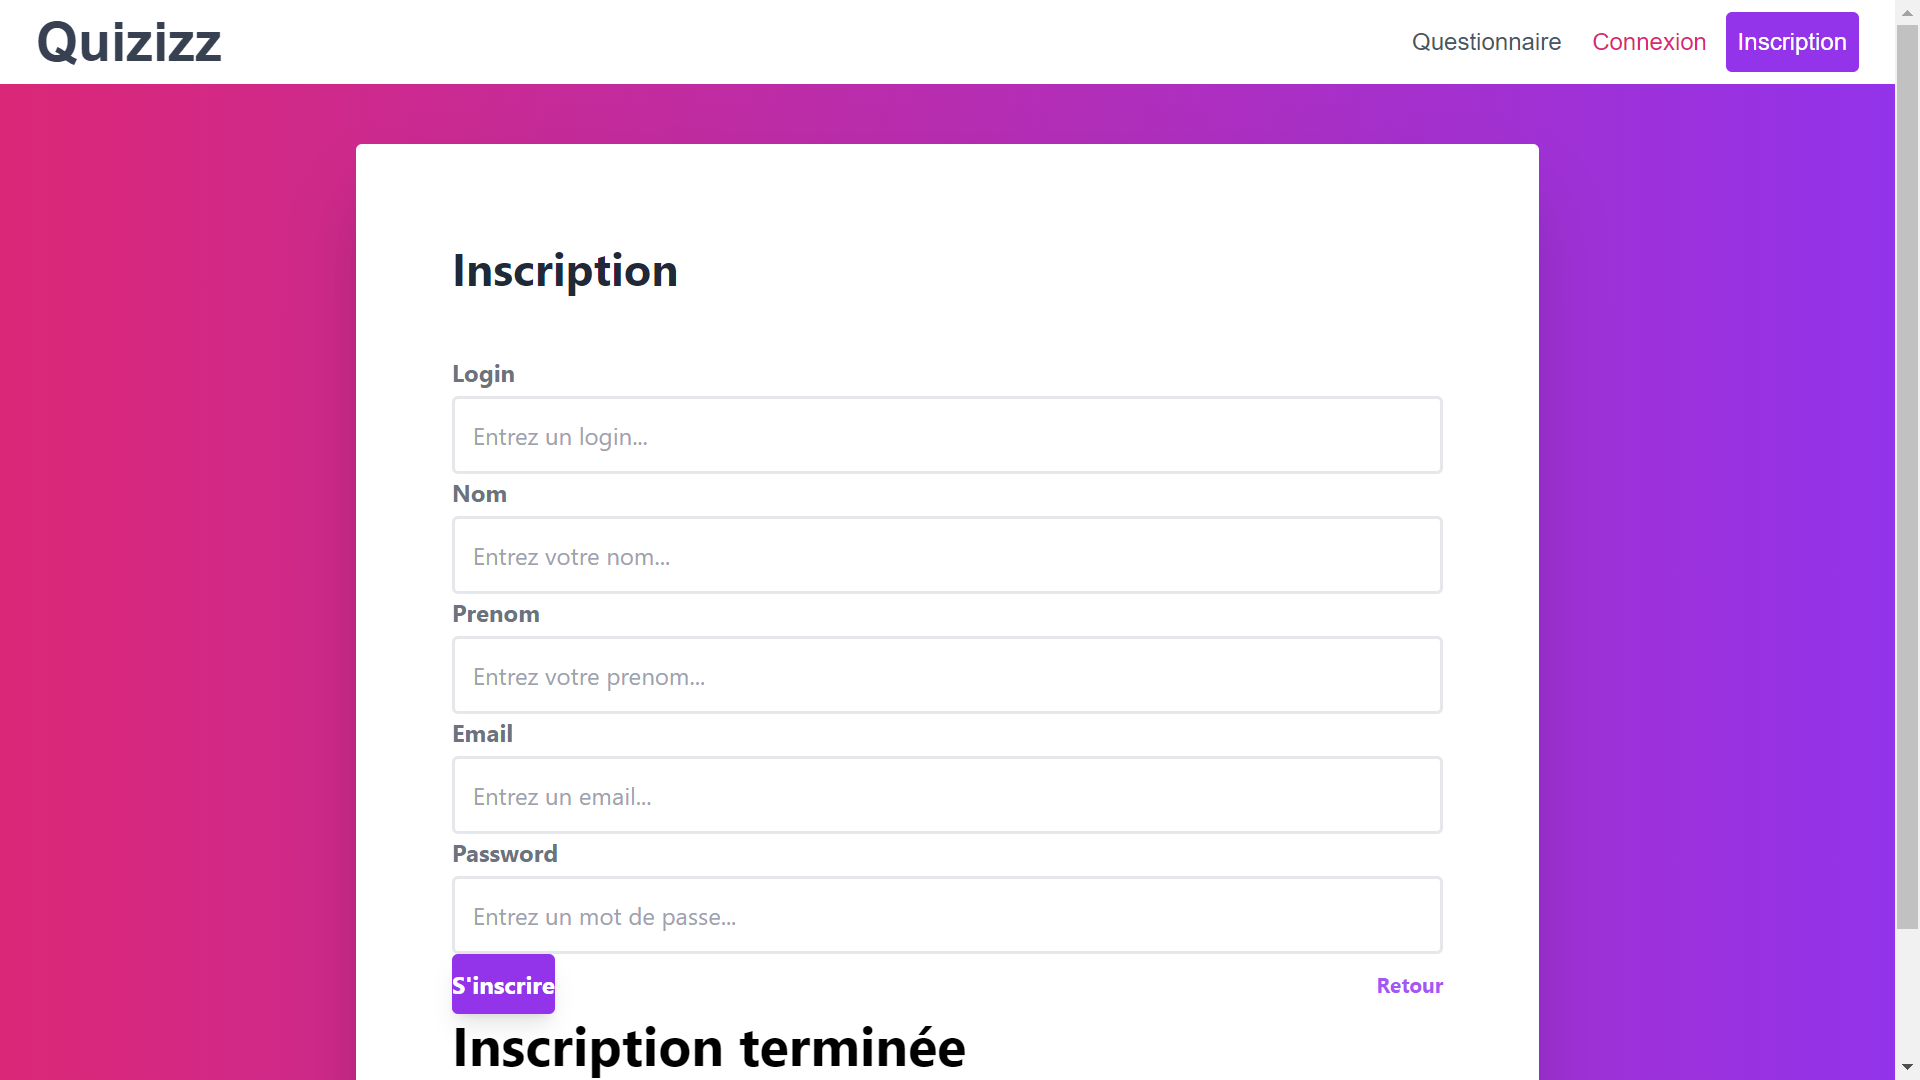 Quizizz
Questionnaire Connexion Inscription
Inscription
Login
Entrez un login...
Nom
Entrez votre nom...
Prenom
Entrez votre prenom...
Email
Entrez un email...
Password
Entrez un mot de passe...
S'inscrire Retour
Inscription terminée